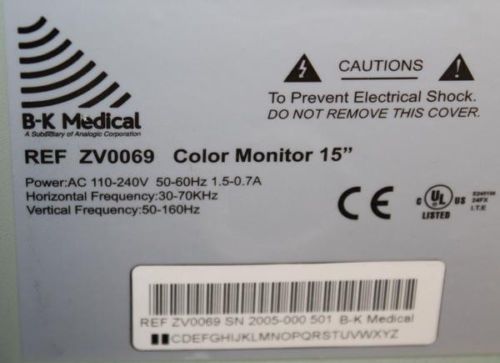 B-K Medical
A Subsidiary of Analogic Corporation
CAUTIONS
To Prevent Electrical Shock.
DO NOT REMOVE THIS COVER.
REF ZV0069 Color Monitor 15”
Power:AC 110-240V 50-60Hz 1.5-0.7A
Horizontal Frequency:30-70KHz
Vertical Frequency:50-160Hz
CE
C UL US
LISTED
I.T.E
REF ZV0069 SN 2005-000 501 B-K Medical
CDEFGHIJKLMNOPQRSTUVWXYZ